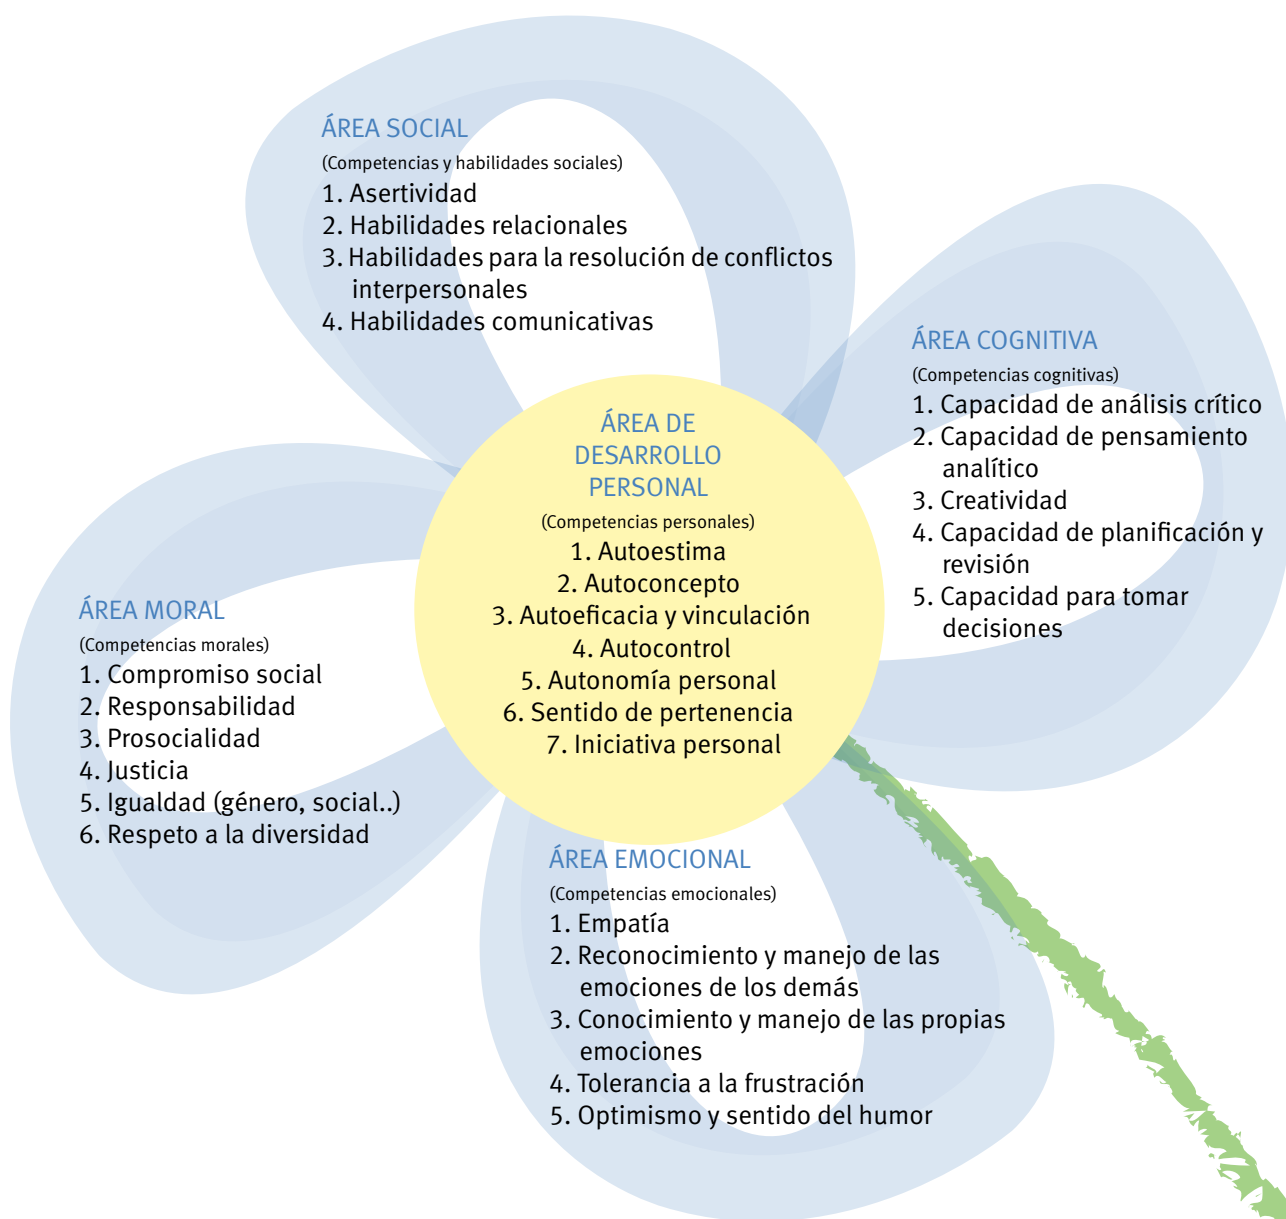 ÁREA SOCIAL
(Competencias y habilidades sociales)
1. Asertividad
2. Habilidades relacionales
3. Habilidades para la resolución de conflictos
interpersonales
4. Habilidades comunicativas
ÁREA COGNITIVA
(Competencias cognitivas)
1. Capacidad de análisis crítico
2. Capacidad de pensamiento
analítico
3. Creatividad
4. Capacidad de planificación y
revisión
5. Capacidad para tomar
decisiones
ÁREA DE
DESARROLLO
PERSONAL
(Competencias personales)
1. Autoestima
2. Autoconcepto
3. Autoeficacia y vinculación
4. Autocontrol
5. Autonomía personal
6. Sentido de pertenencia
7. Iniciativa personal
ÁREA MORAL
(Competencias morales)
1. Compromiso social
2. Responsabilidad
3. Prosocialidad
4. Justicia
5. Igualdad (género, social..)
6. Respeto a la diversidad
ÁREA EMOCIONAL
(Competencias emocionales)
1. Empatía
2. Reconocimiento y manejo de las
emociones de los demás
3. Conocimiento y manejo de las propias
emociones
4. Tolerancia a la frustración
5. Optimismo y sentido del humor